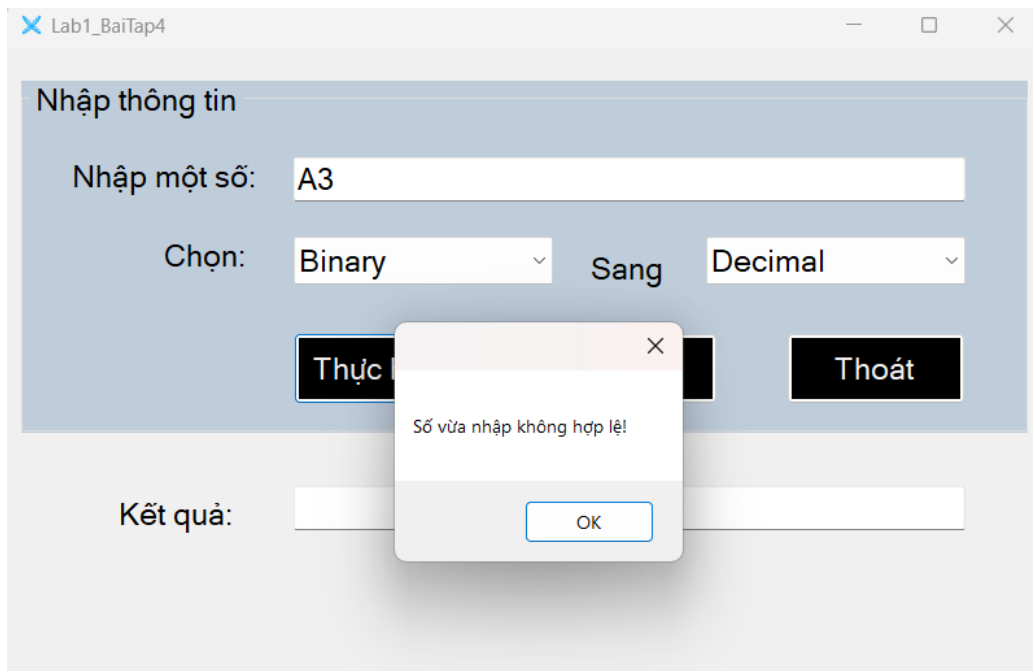 Lab1_BaiTap4
Nhập thông tin
Nhập một số: A3
Chọn: Binary Sang Decimal
Thực Thoát
Số vừa nhập không hợp lệ!
OK
Kết quả: